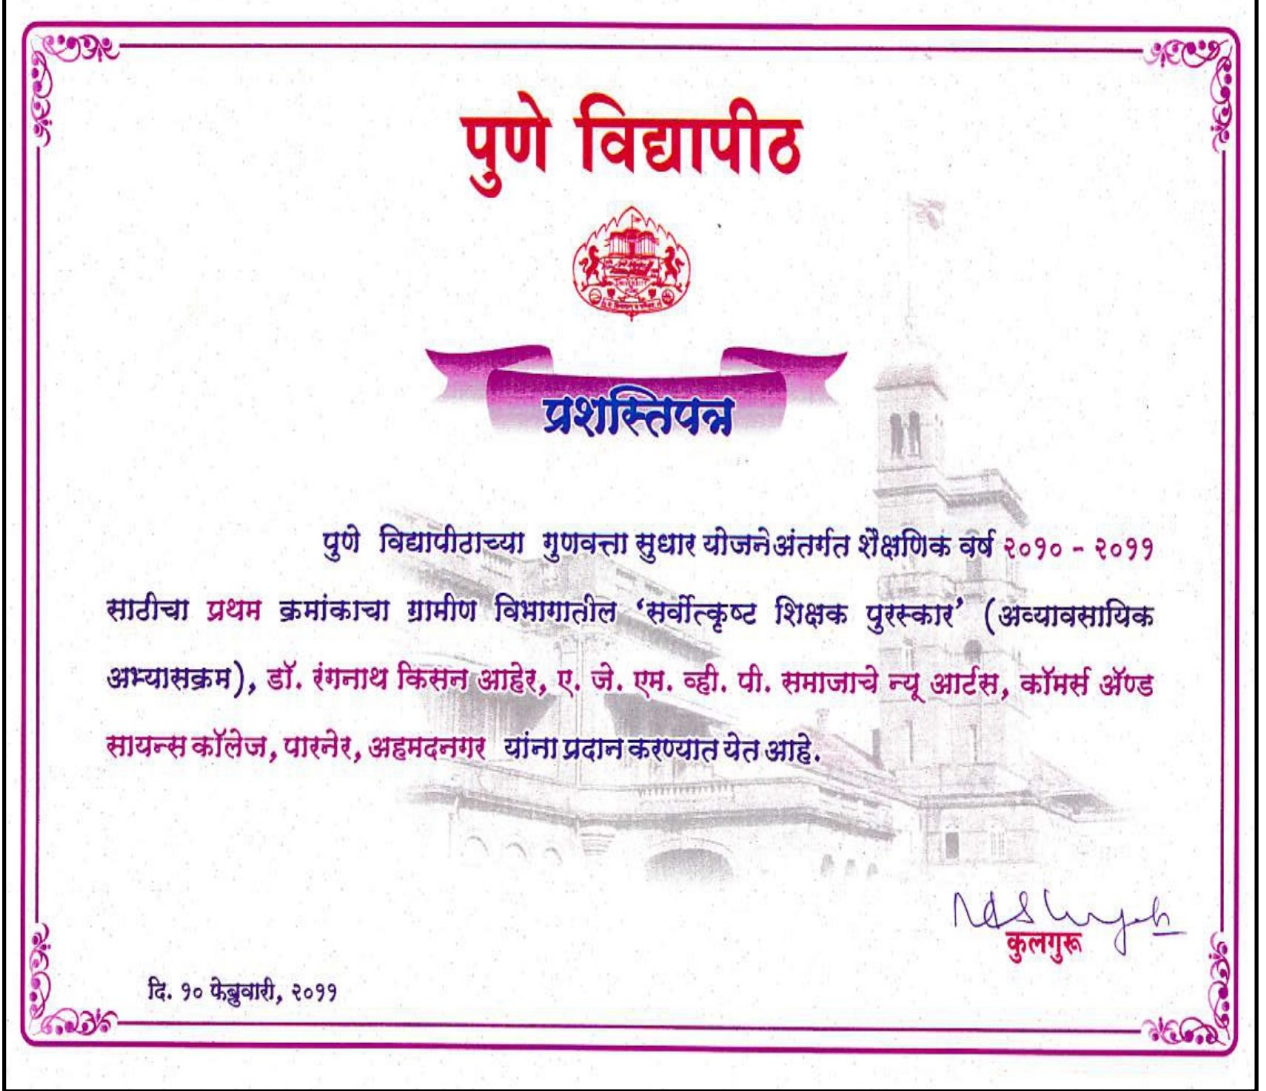 पुणे विद्यापीठ
प्रशस्तिपत्र
पुणे विद्यापीठाच्या गुणवत्ता सुधार योजनेअंतर्गत शैक्षणिक वर्ष २०१० - २०११
साठीचा प्रथम क्रमांकाचा ग्रामीण विभागातील ‘सर्वोत्कृष्ट शिक्षक पुरस्कार’ (अव्यावसायिक
अभ्यासक्रम), डॉ. रंगनाथ किसन आहेर, ए. जे. एम. व्ही. पी. समाजाचे न्यू आर्टस, कॉमर्स ॲण्ड
सायन्स कॉलेज, पारनेर, अहमदनगर यांना प्रदान करण्यात येत आहे.
कुलगुरू
दि. १० फेब्रुवारी, २०११